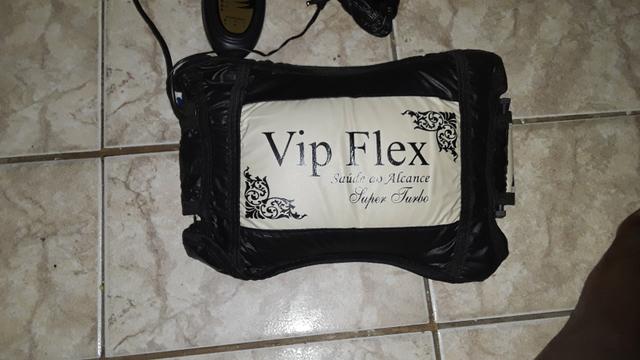 Vip Flex
Saúde ao Alcance
Super Turbo